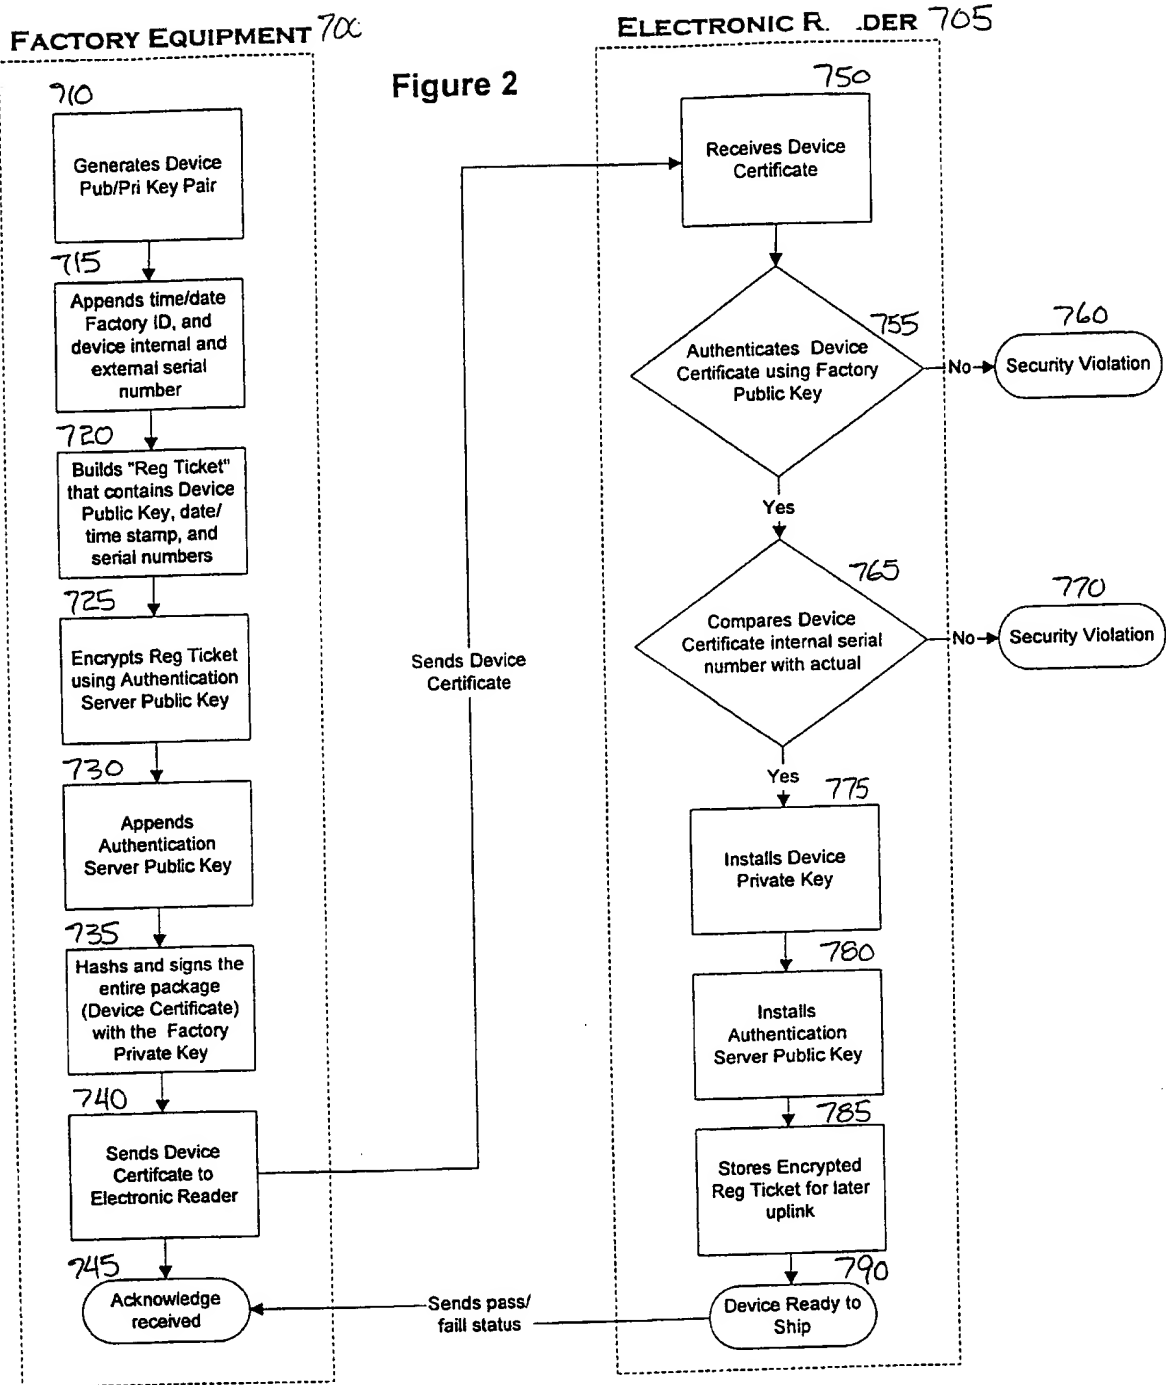 FACTORY EQUIPMENT 700
ELECTRONIC R. .DER 705
Figure 2
710
Generates Device
Pub/Pri Key Pair
715
Appends time/date
Factory ID, and
device internal and
external serial
number
720
Builds "Reg Ticket"
that contains Device
Public Key, date/
time stamp, and
serial numbers
725
Encrypts Reg Ticket
using Authentication
Server Public Key
730
Appends
Authentication
Server Public Key
735
Hashs and signs the
entire package
(Device Certificate)
with the Factory
Private Key
740
Sends Device
Certifcate to
Electronic Reader
745
Acknowledge
received
Sends Device
Certificate
750
Receives Device
Certificate
755
Authenticates Device
Certificate using Factory
Public Key
No
760
Security Violation
Yes
765
Compares Device
Certificate internal serial
number with actual
No
770
Security Violation
Yes
775
Installs Device
Private Key
780
Installs
Authentication
Server Public Key
785
Stores Encrypted
Reg Ticket for later
uplink
790
Device Ready to
Ship
Sends pass/
faill status